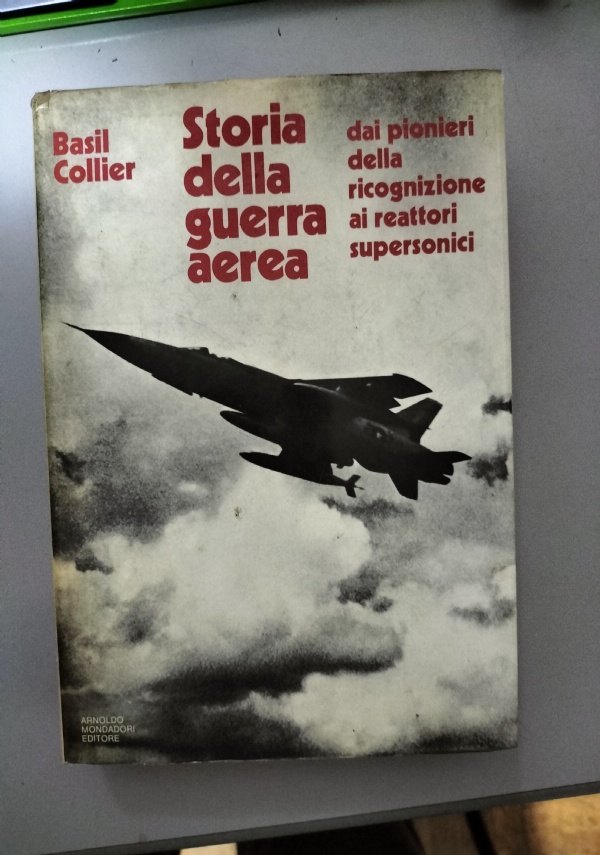 Basil
Collier
Storia
della
guerra
aerea
dai pionieri
della
ricognizione
ai reattori
supersonici
ARNOLDO
MONDADORI
EDITORE